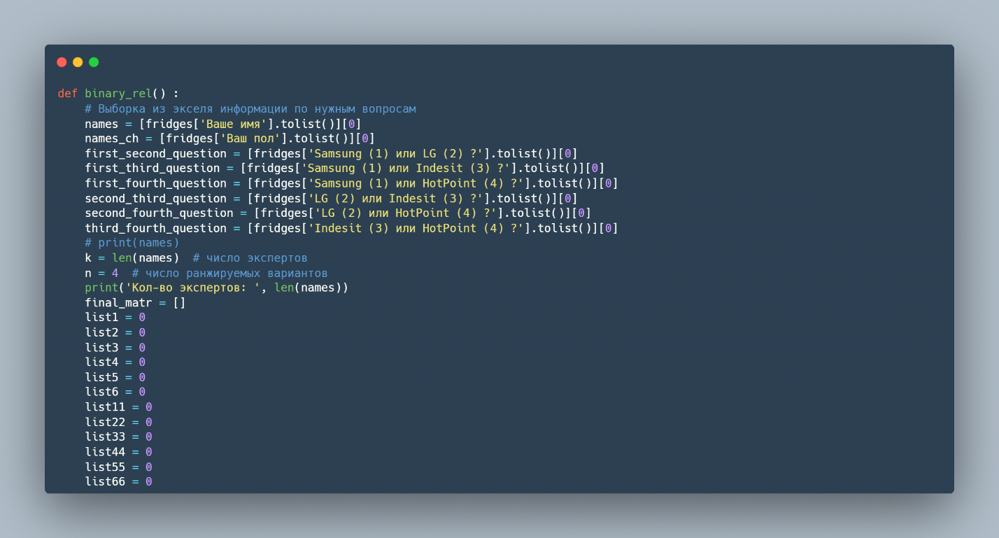 def binary_rel() :
    # Выборка из экселя информации по нужным вопросам
    names = [fridges['Ваше имя'].tolist()][0]
    names_ch = [fridges['Ваш пол'].tolist()][0]
    first_second_question = [fridges['Samsung (1) или LG (2) ?'].tolist()][0]
    first_third_question = [fridges['Samsung (1) или Indesit (3) ?'].tolist()][0]
    first_fourth_question = [fridges['Samsung (1) или HotPoint (4) ?'].tolist()][0]
    second_third_question = [fridges['LG (2) или Indesit (3) ?'].tolist()][0]
    second_fourth_question = [fridges['LG (2) или HotPoint (4) ?'].tolist()][0]
    third_fourth_question = [fridges['Indesit (3) или HotPoint (4) ?'].tolist()][0]
    # print(names)
    k = len(names)  # число экспертов
    n = 4  # число ранжируемых вариантов
    print('Кол-во экспертов: ', len(names))
    final_matr = []
    list1 = 0
    list2 = 0
    list3 = 0
    list4 = 0
    list5 = 0
    list6 = 0
    list11 = 0
    list22 = 0
    list33 = 0
    list44 = 0
    list55 = 0
    list66 = 0